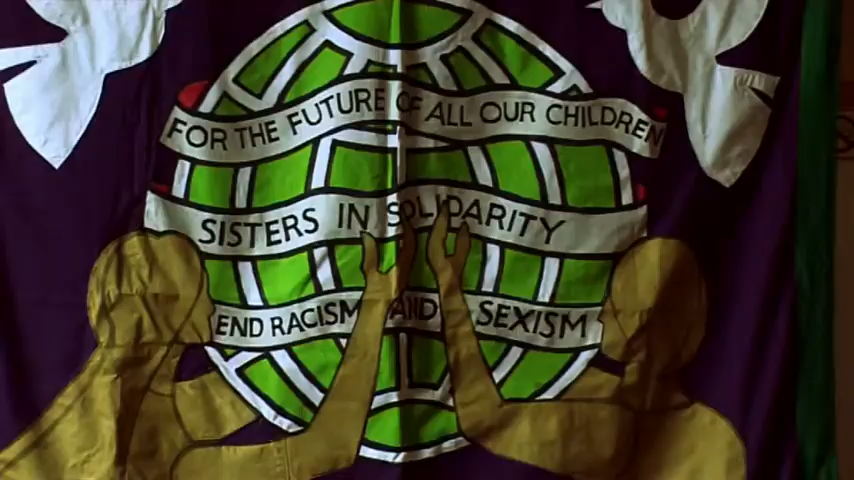 FOR THE FUTURE OF ALL OUR CHILDREN
SISTERS IN SOLIDARITY
END RACISM AND SEXISM